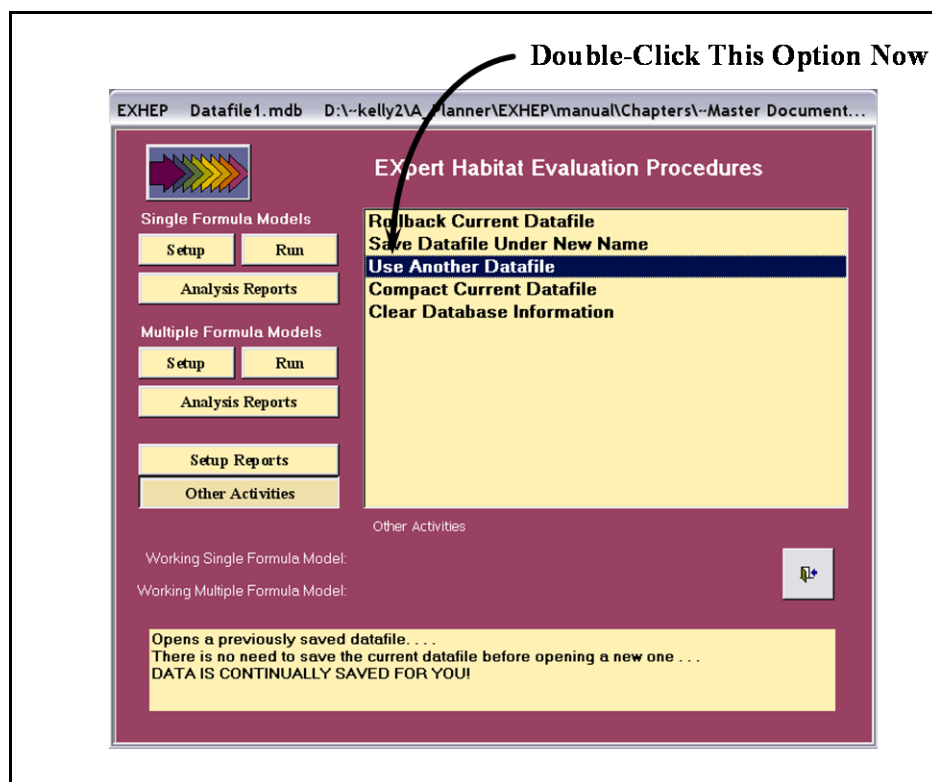 Double-Click This Option Now
EXHEP Datafile1.mdb D:\~kelly2\A_Planner\EXHEP\manual\Chapters\~Master Document...
EXpert Habitat Evaluation Procedures
Single Formula Models
Setup Run
Analysis Reports
Multiple Formula Models
Setup Run
Analysis Reports
Setup Reports
Other Activities
Rollback Current Datafile
Save Datafile Under New Name
Use Another Datafile
Compact Current Datafile
Clear Database Information
Other Activities
Working Single Formula Model:
Working Multiple Formula Model:
Opens a previously saved datafile. . . .
There is no need to save the current datafile before opening a new one . . .
DATA IS CONTINUALLY SAVED FOR YOU!